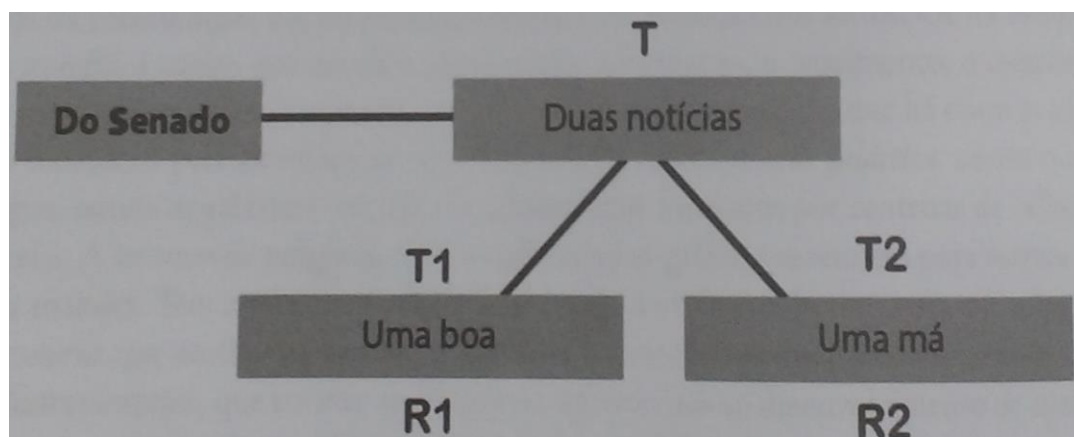 T
Do Senado
Duas notícias
T1
T2
Uma boa
Uma má
R1
R2